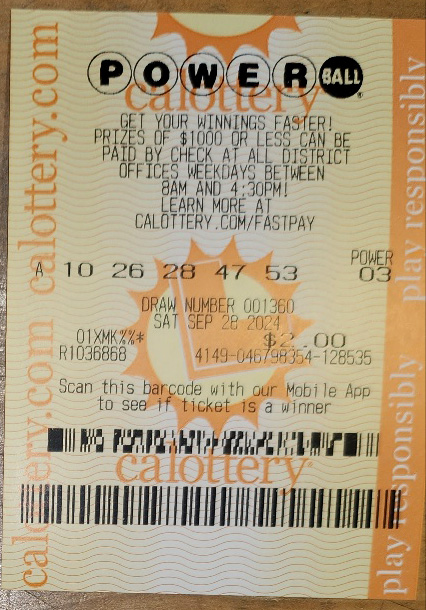 POWER BALL
calottery
GET YOUR WINNINGS FASTER!
PRIZES OF $1000 OR LESS CAN BE
PAID BY CHECK AT ALL DISTRICT
OFFICES WEEKDAYS BETWEEN
8AM AND 4:30PM!
LEARN MORE AT
CALOTTERY.COM/FASTPAY
POWER
A 10 26 28 47 53 03
DRAW NUMBER 001360
SAT SEP 28 2024
01XMK%%* $2.00
R1036868 4149-046798354-128535
Scan this barcode with our Mobile App
to see if ticket is a winner
calottery
calottery.com calottery.com
play responsibly play responsibly